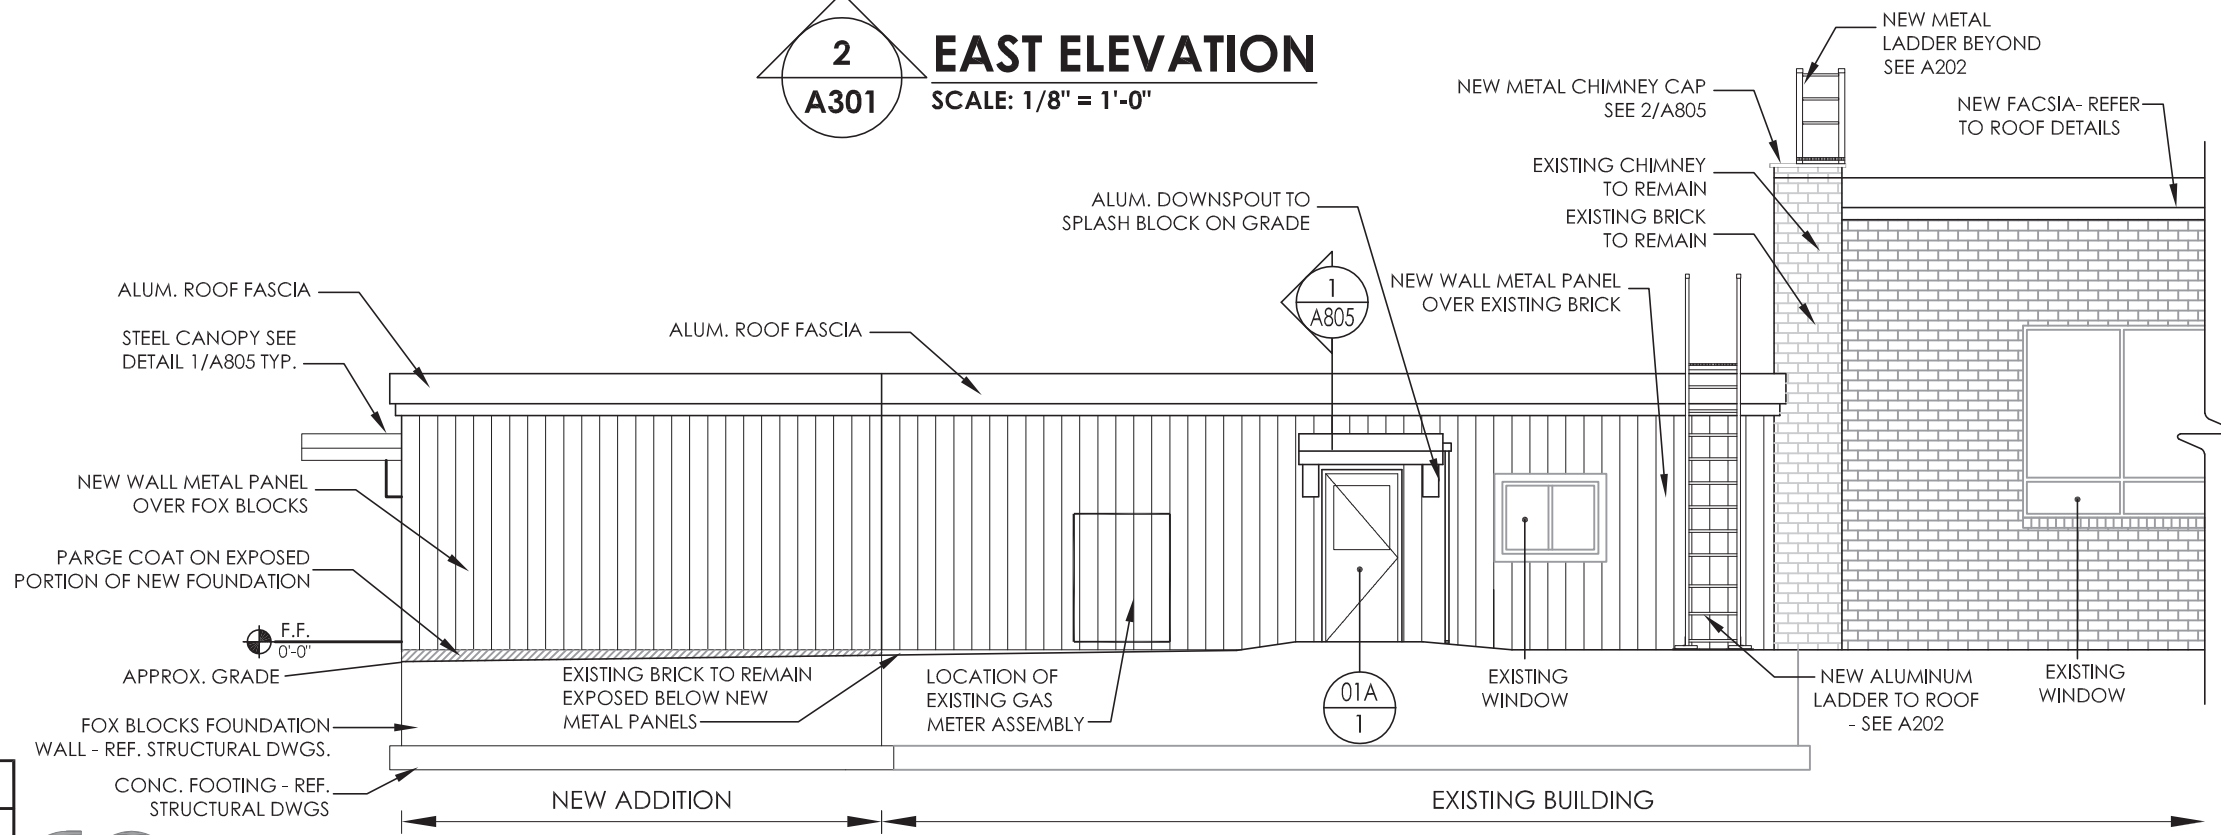 2
A301
EAST ELEVATION
SCALE: 1/8" = 1'-0"
NEW METAL
LADDER BEYOND
SEE A202
NEW METAL CHIMNEY CAP
SEE 2/A805
NEW FACSIA- REFER
TO ROOF DETAILS
EXISTING CHIMNEY
TO REMAIN
EXISTING BRICK
TO REMAIN
ALUM. DOWNSPOUT TO
SPLASH BLOCK ON GRADE
1
A805
NEW WALL METAL PANEL
OVER EXISTING BRICK
ALUM. ROOF FASCIA
ALUM. ROOF FASCIA
STEEL CANOPY SEE
DETAIL 1/A805 TYP.
NEW WALL METAL PANEL
OVER FOX BLOCKS
PARGE COAT ON EXPOSED
PORTION OF NEW FOUNDATION
F.F.
0'-0"
APPROX. GRADE
FOX BLOCKS FOUNDATION
WALL - REF. STRUCTURAL DWGS.
CONC. FOOTING - REF.
STRUCTURAL DWGS
EXISTING BRICK TO REMAIN
EXPOSED BELOW NEW
METAL PANELS
LOCATION OF
EXISTING GAS
METER ASSEMBLY
01A
1
EXISTING
WINDOW
NEW ALUMINUM
LADDER TO ROOF
- SEE A202
EXISTING
WINDOW
NEW ADDITION
EXISTING BUILDING